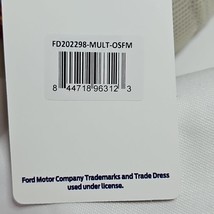 FD202298-MULT-OSFM
8 44718 96312 3
Ford Motor Company Trademarks and Trade Dress
used under license.